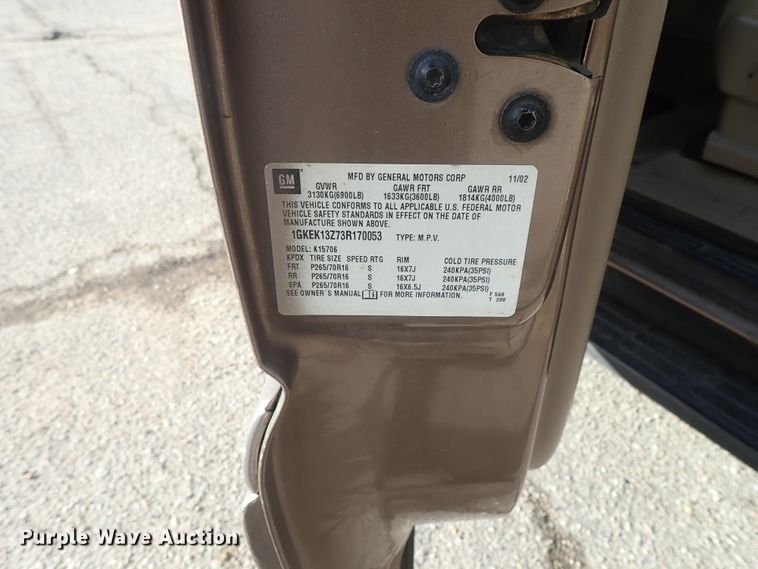 GM
MFD BY GENERAL MOTORS CORP 11/02
GVWR GAWR FRT GAWR RR
3130KG(6900LB) 1633KG(3600LB) 1814KG(4000LB)
THIS VEHICLE CONFORMS TO ALL APPLICABLE U.S. FEDERAL MOTOR
VEHICLE SAFETY STANDARDS IN EFFECT ON THE DATE OF
MANUFACTURE SHOWN ABOVE.
1GKEK13Z73R170053 TYPE: M.P.V.
MODEL: K15706
KPDX TIRE SIZE SPEED RTG RIM COLD TIRE PRESSURE
FRT P265/70R16 S 16X7J 240KPA(35PSI)
RR P265/70R16 S 16X7J 240KPA(35PSI)
SPA P265/70R16 S 16X6.5J 240KPA(35PSI)
SEE OWNER'S MANUAL FOR MORE INFORMATION. F 568
T 200
Purple Wave Auction